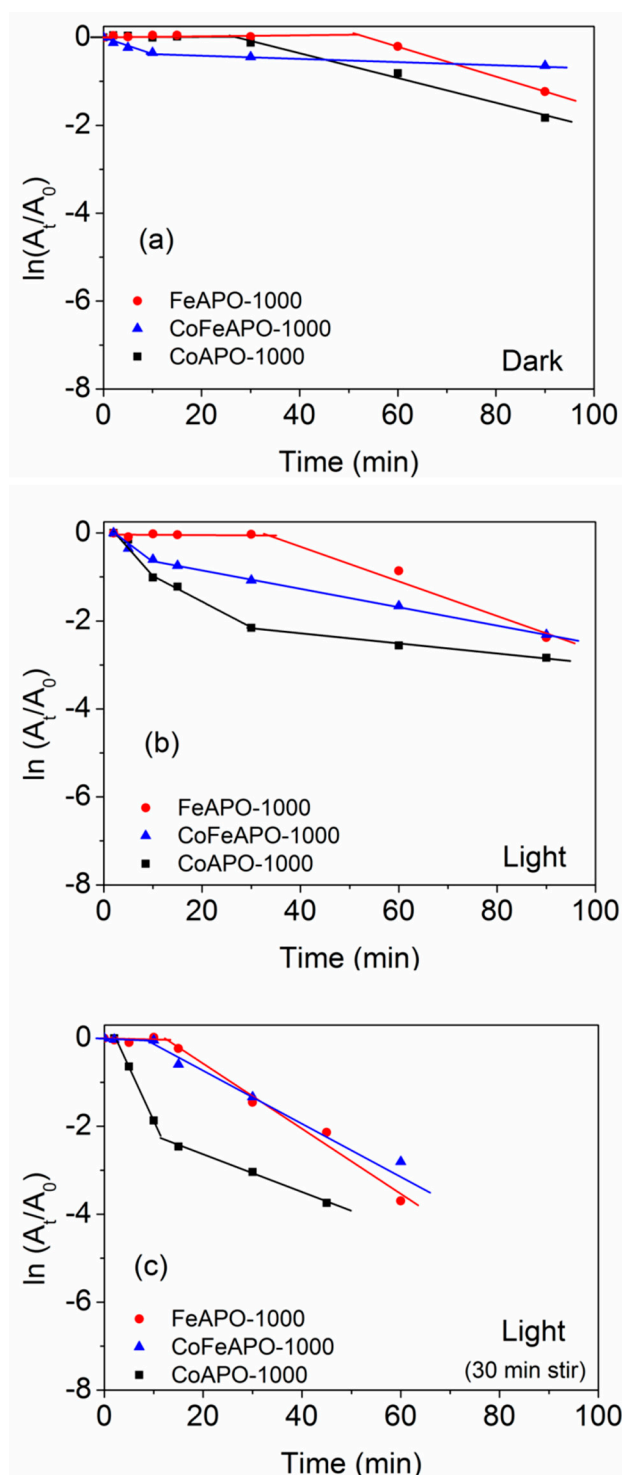 0
-2
-4
-6
-8
ln(At/A0)
(a)
FeAPO-1000
CoFeAPO-1000
CoAPO-1000
Dark
0 20 40 60 80 100
Time (min)
0
-2
-4
-6
-8
ln (At/A0)
(b)
FeAPO-1000
CoFeAPO-1000
CoAPO-1000
Light
0 20 40 60 80 100
Time (min)
0
-2
-4
-6
-8
ln (At/A0)
(c)
FeAPO-1000
CoFeAPO-1000
CoAPO-1000
Light
(30 min stir)
0 20 40 60 80 100
Time (min)